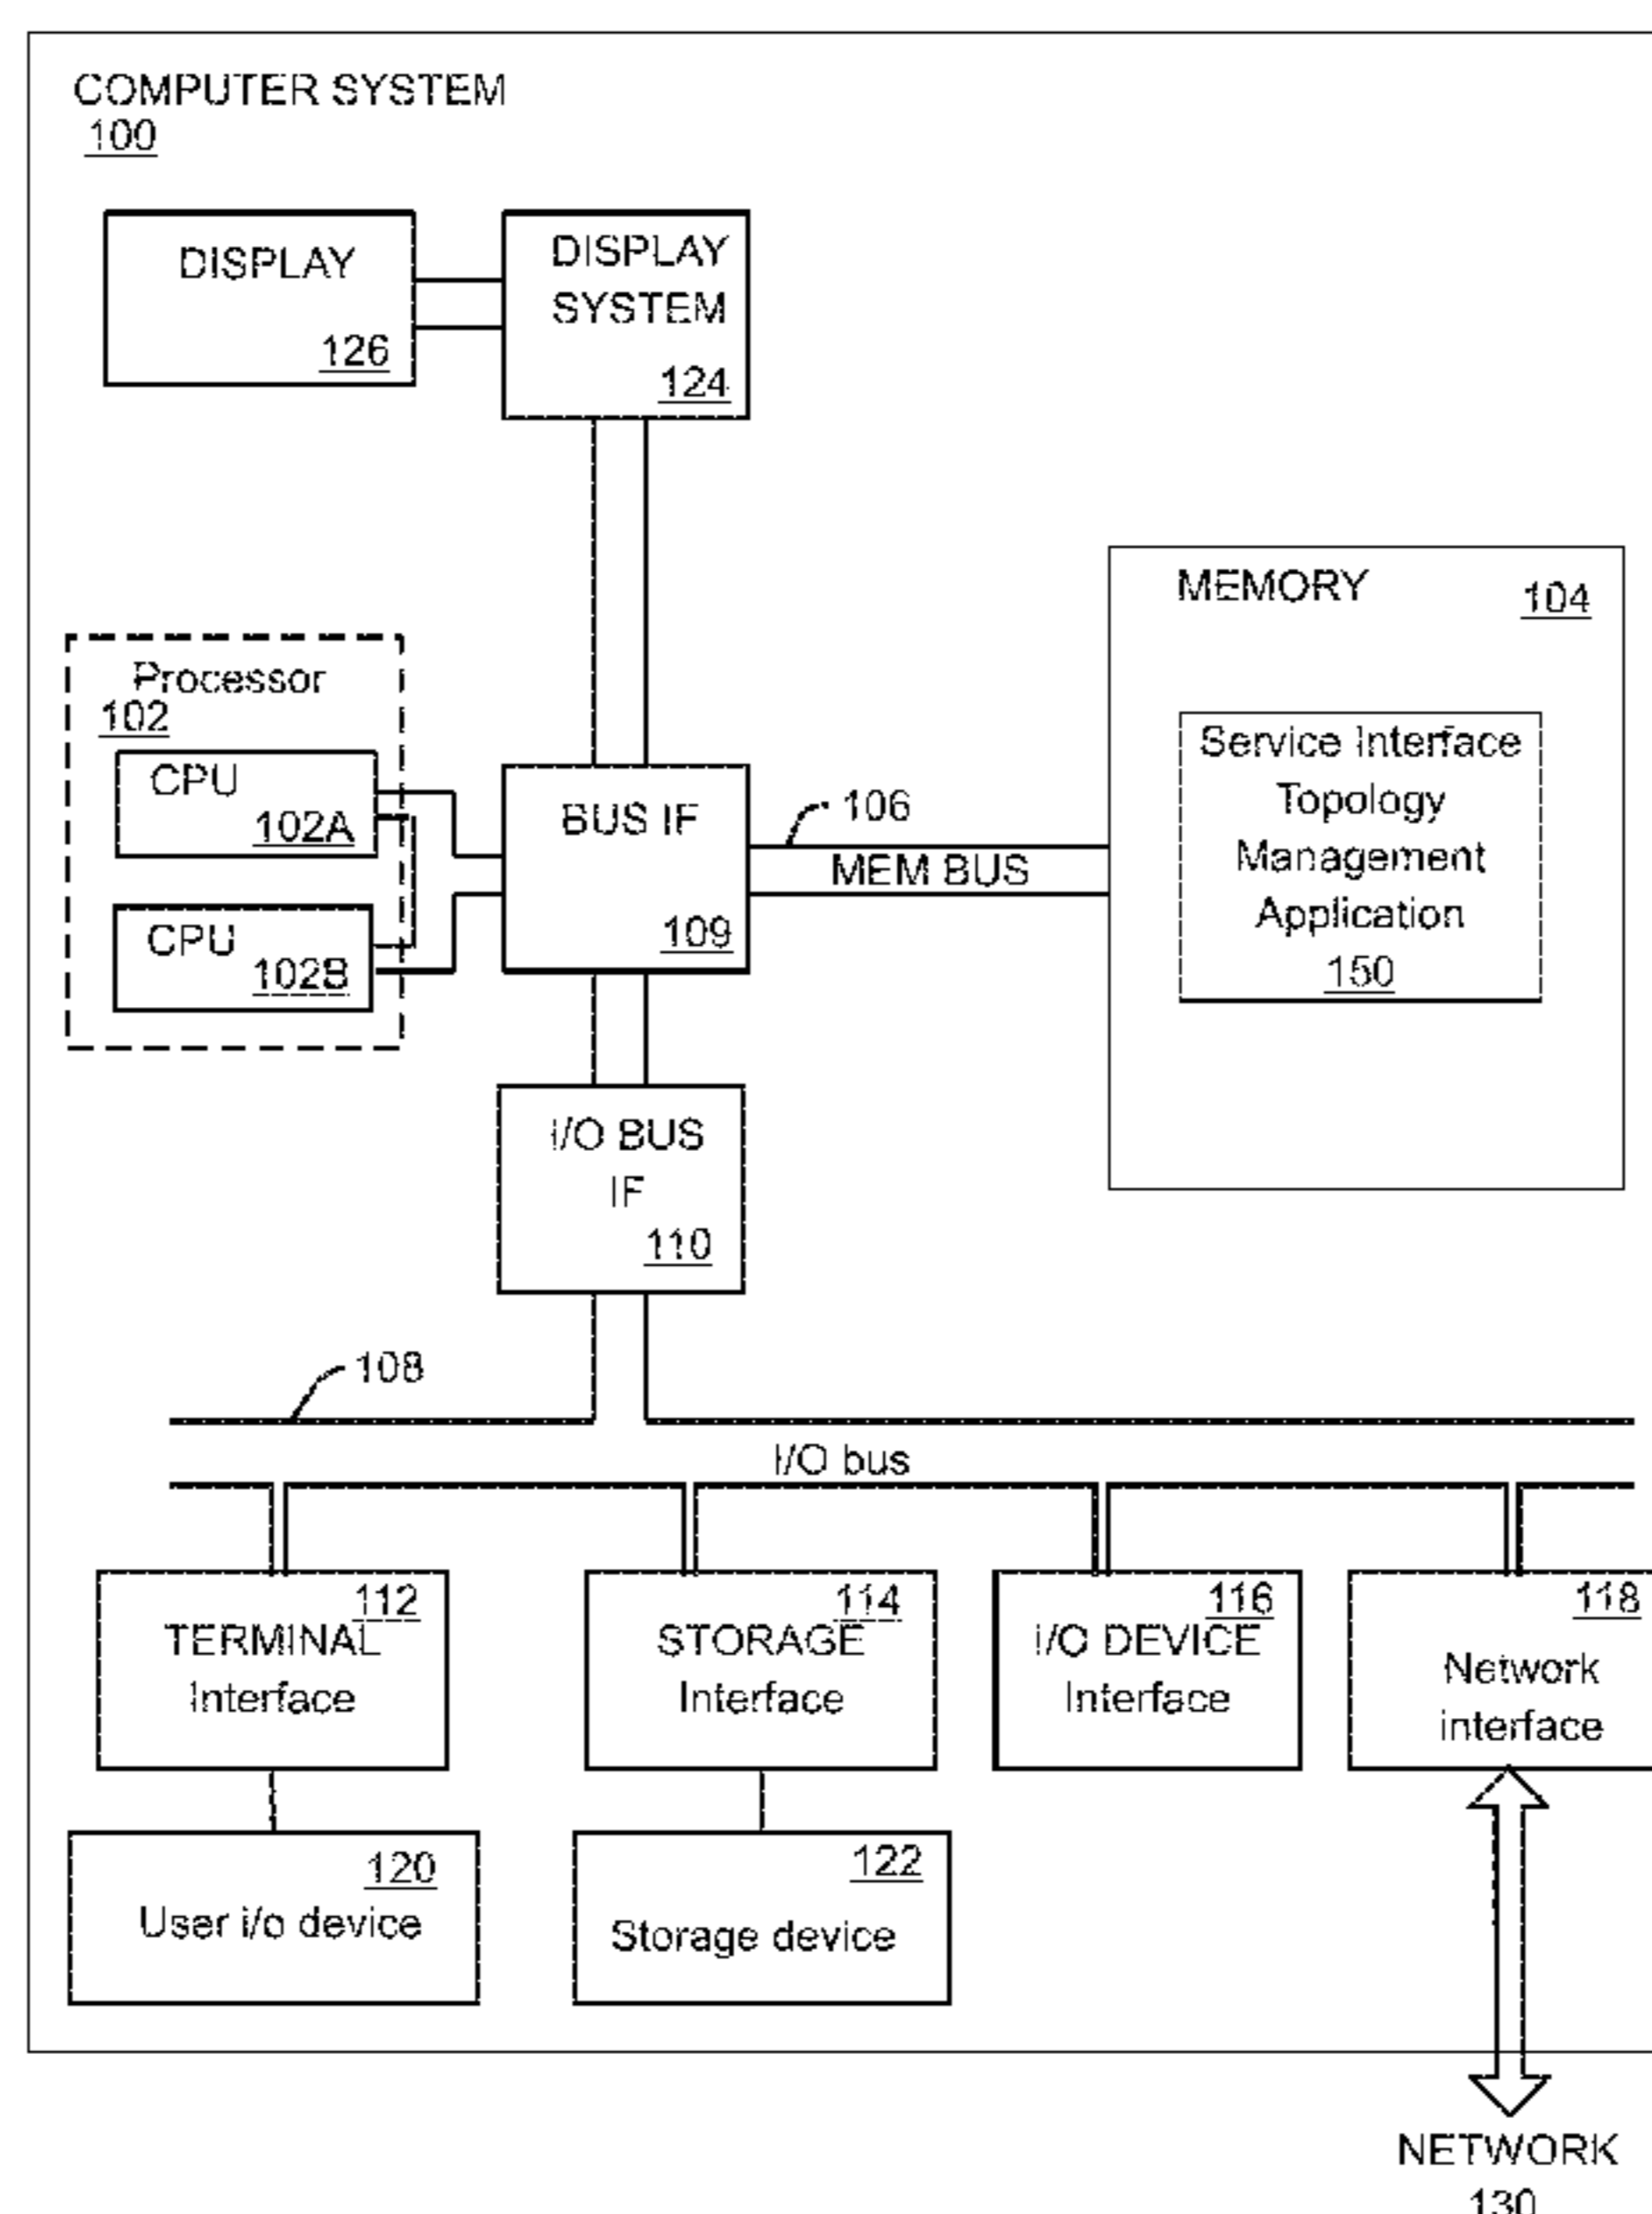 COMPUTER SYSTEM
100
DISPLAY
126
DISPLAY
SYSTEM
124
MEMORY
104
Processor
102
CPU
102A
CPU
102B
BUS IF
109
106
MEM BUS
Service Interface
Topology
Management
Application
150
I/O BUS
IF
110
108
I/O bus
112
TERMINAL
Interface
114
STORAGE
Interface
116
I/O DEVICE
Interface
118
Network
interface
120
User i/o device
122
Storage device
NETWORK
130